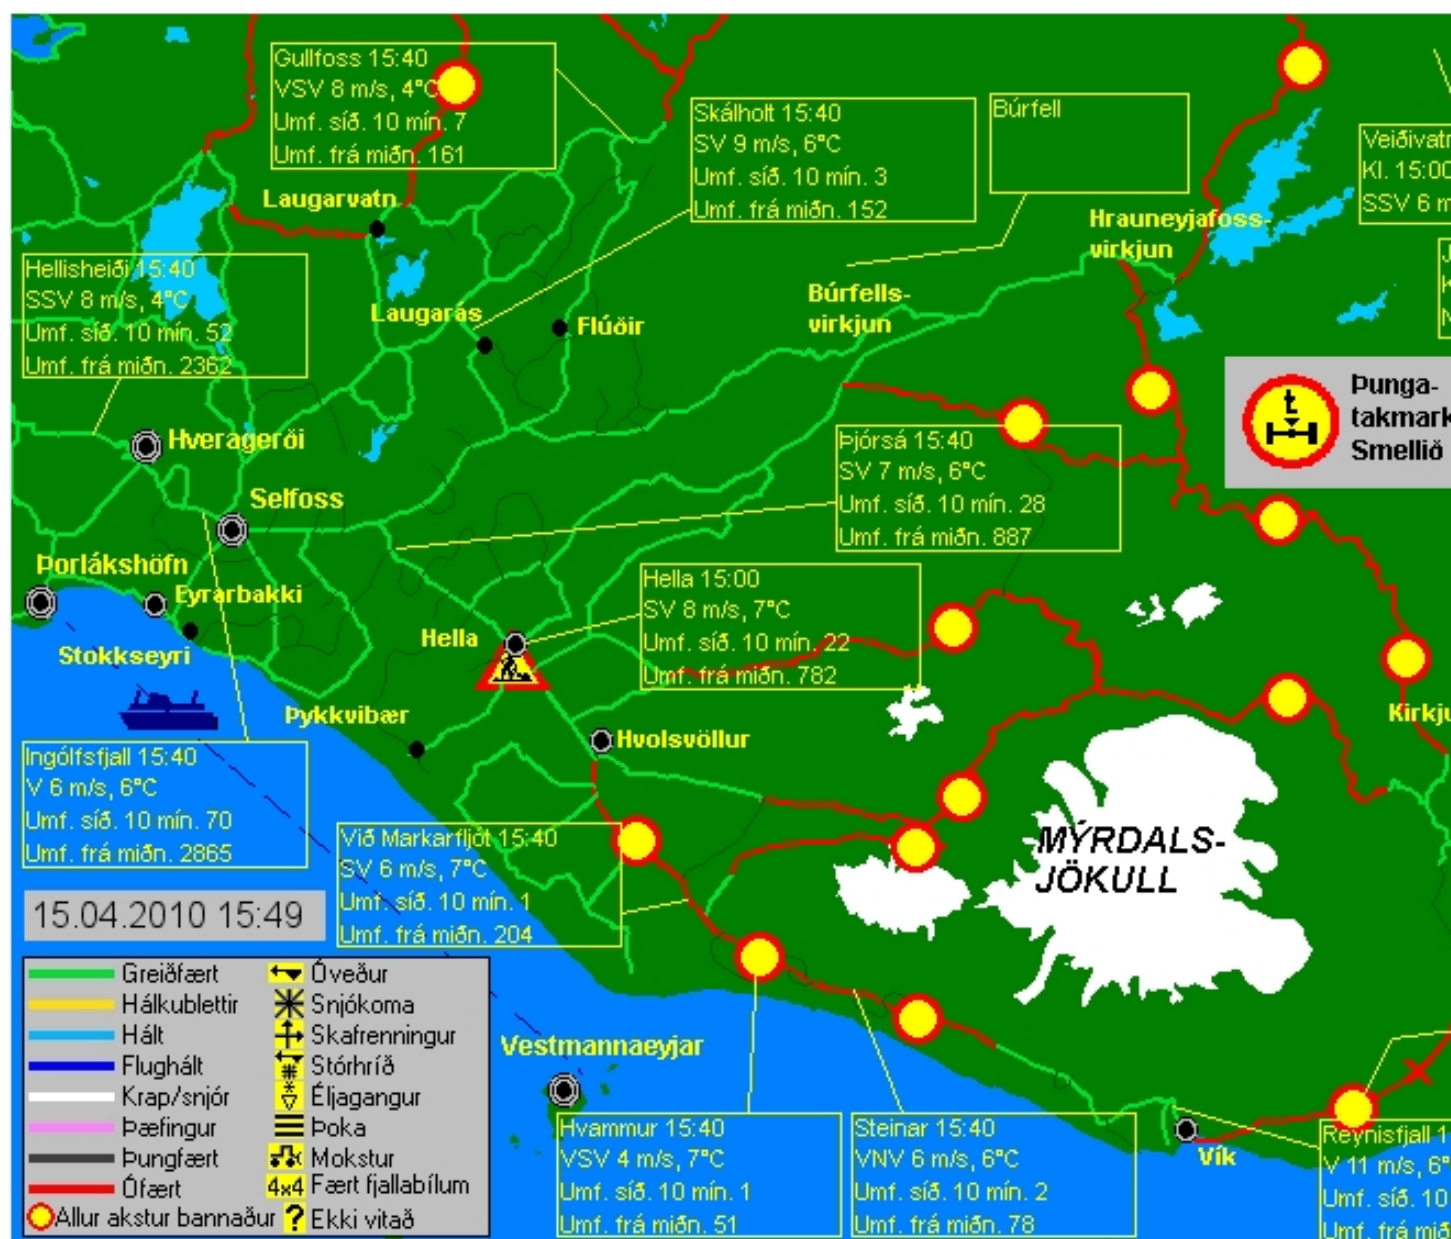 Gullfoss 15:40
VSV 8 m/s, 4°C
Umf. síð. 10 mín. 7
Umf. frá miðn. 161
Skálholt 15:40
SV 9 m/s, 6°C
Umf. síð. 10 mín. 3
Umf. frá miðn. 152
Búrfell
Veiðivatn
Kl. 15:00
SSV 6 m
Laugarvatn
Hrauneyjafoss-
virkjun
Hellisheiði 15:40
SSV 8 m/s, 4°C
Umf. síð. 10 mín. 52
Umf. frá miðn. 2362
Laugarás
Flúðir
Búrfells-
virkjun
J
K
N
Þunga-
takmark
Smellið
t
Hveragerði
Selfoss
Þjórsá 15:40
SV 7 m/s, 6°C
Umf. síð. 10 mín. 28
Umf. frá miðn. 887
Þorlákshöfn
Eyrarbakki
Stokkseyri
Hella
Hella 15:00
SV 8 m/s, 7°C
Umf. síð. 10 mín. 22
Umf. frá miðn. 782
Þykkvibær
Hvolsvöllur
Kirkju
Ingólfsfjall 15:40
V 6 m/s, 6°C
Umf. síð. 10 mín. 70
Umf. frá miðn. 2865
Við Markarfljót 15:40
SV 6 m/s, 7°C
Umf. síð. 10 mín. 1
Umf. frá miðn. 204
MÝRDALS-
JÖKULL
15.04.2010 15:49
Greiðfært
Hálkublettir
Hált
Flughált
Krap/snjór
Þæfingur
Þungfært
Ófært
Allur akstur bannaður
Óveður
Snjókoma
Skafrenningur
Stórhríð
Éljagangur
Þoka
Mokstur
4x4 Fært fjallabílum
? Ekki vitað
Vestmannaeyjar
Hvammur 15:40
VSV 4 m/s, 7°C
Umf. síð. 10 mín. 1
Umf. frá miðn. 51
Steinar 15:40
VNV 6 m/s, 6°C
Umf. síð. 10 mín. 2
Umf. frá miðn. 78
Vík
Reynisfjall 1
V 11 m/s, 6°
Umf. síð. 10
Umf. frá mið